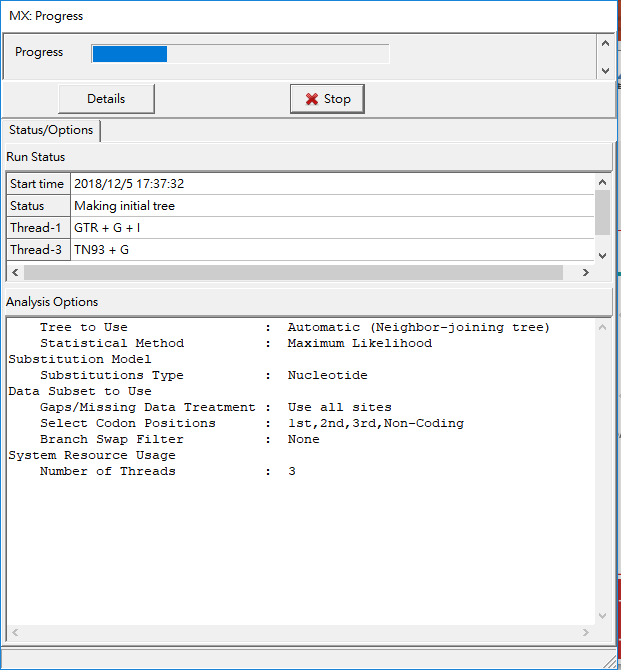 MX: Progress
Progress
Details Stop
Status/Options
Run Status
Start time 2018/12/5 17:37:32
Status Making initial tree
Thread-1 GTR + G + I
Thread-3 TN93 + G
Analysis Options
Tree to Use : Automatic (Neighbor-joining tree)
Statistical Method : Maximum Likelihood
Substitution Model
Substitutions Type : Nucleotide
Data Subset to Use
Gaps/Missing Data Treatment : Use all sites
Select Codon Positions : 1st,2nd,3rd,Non-Coding
Branch Swap Filter : None
System Resource Usage
Number of Threads : 3